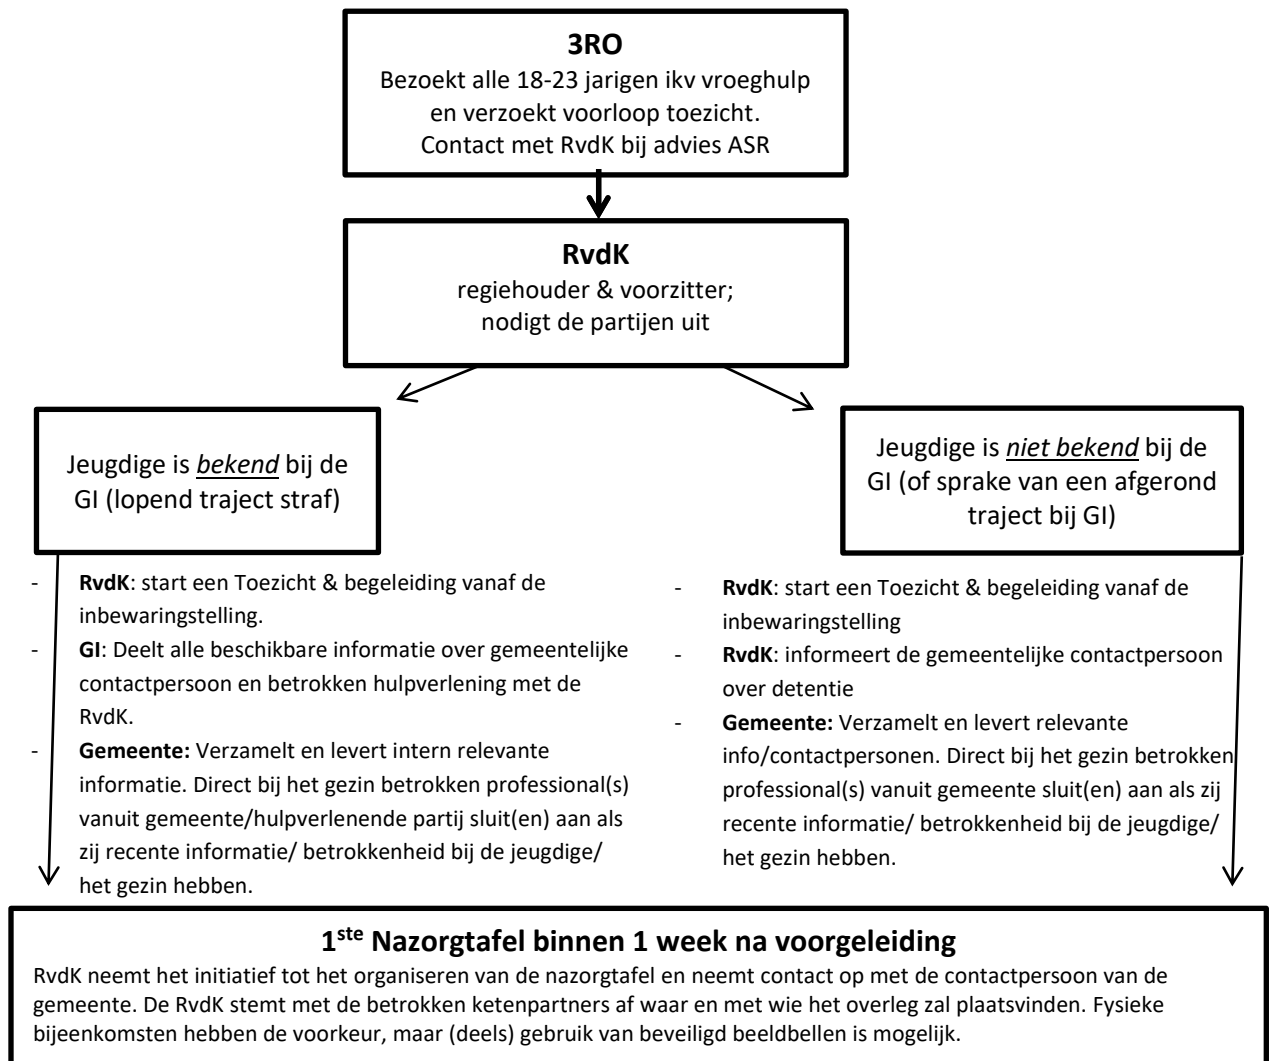 3RO
Bezoekt alle 18-23 jarigen ikv vroeghulp
en verzoekt voorloop toezicht.
Contact met RvdK bij advies ASR
RvdK
regiehouder & voorzitter;
nodigt de partijen uit
Jeugdige is bekend bij de
GI (lopend traject straf)
Jeugdige is niet bekend bij de
GI (of sprake van een afgerond
traject bij GI)
- RvdK: start een Toezicht & begeleiding vanaf de
inbewaringstelling.
- GI: Deelt alle beschikbare informatie over gemeentelijke
contactpersoon en betrokken hulpverlening met de
RvdK.
- Gemeente: Verzamelt en levert intern relevante
informatie. Direct bij het gezin betrokken professional(s)
vanuit gemeente/hulpverlenende partij sluit(en) aan als
zij recente informatie/ betrokkenheid bij de jeugdige/
het gezin hebben.
- RvdK: start een Toezicht & begeleiding vanaf de
inbewaringstelling
- RvdK: informeert de gemeentelijke contactpersoon
over detentie
- Gemeente: Verzamelt en levert relevante
info/contactpersonen. Direct bij het gezin betrokken
professional(s) vanuit gemeente sluit(en) aan als zij
recente informatie/ betrokkenheid bij de jeugdige/
het gezin hebben.
1ste Nazorgtafel binnen 1 week na voorgeleiding
RvdK neemt het initiatief tot het organiseren van de nazorgtafel en neemt contact op met de contactpersoon van de
gemeente. De RvdK stemt met de betrokken ketenpartners af waar en met wie het overleg zal plaatsvinden. Fysieke
bijeenkomsten hebben de voorkeur, maar (deels) gebruik van beveiligd beeldbellen is mogelijk.